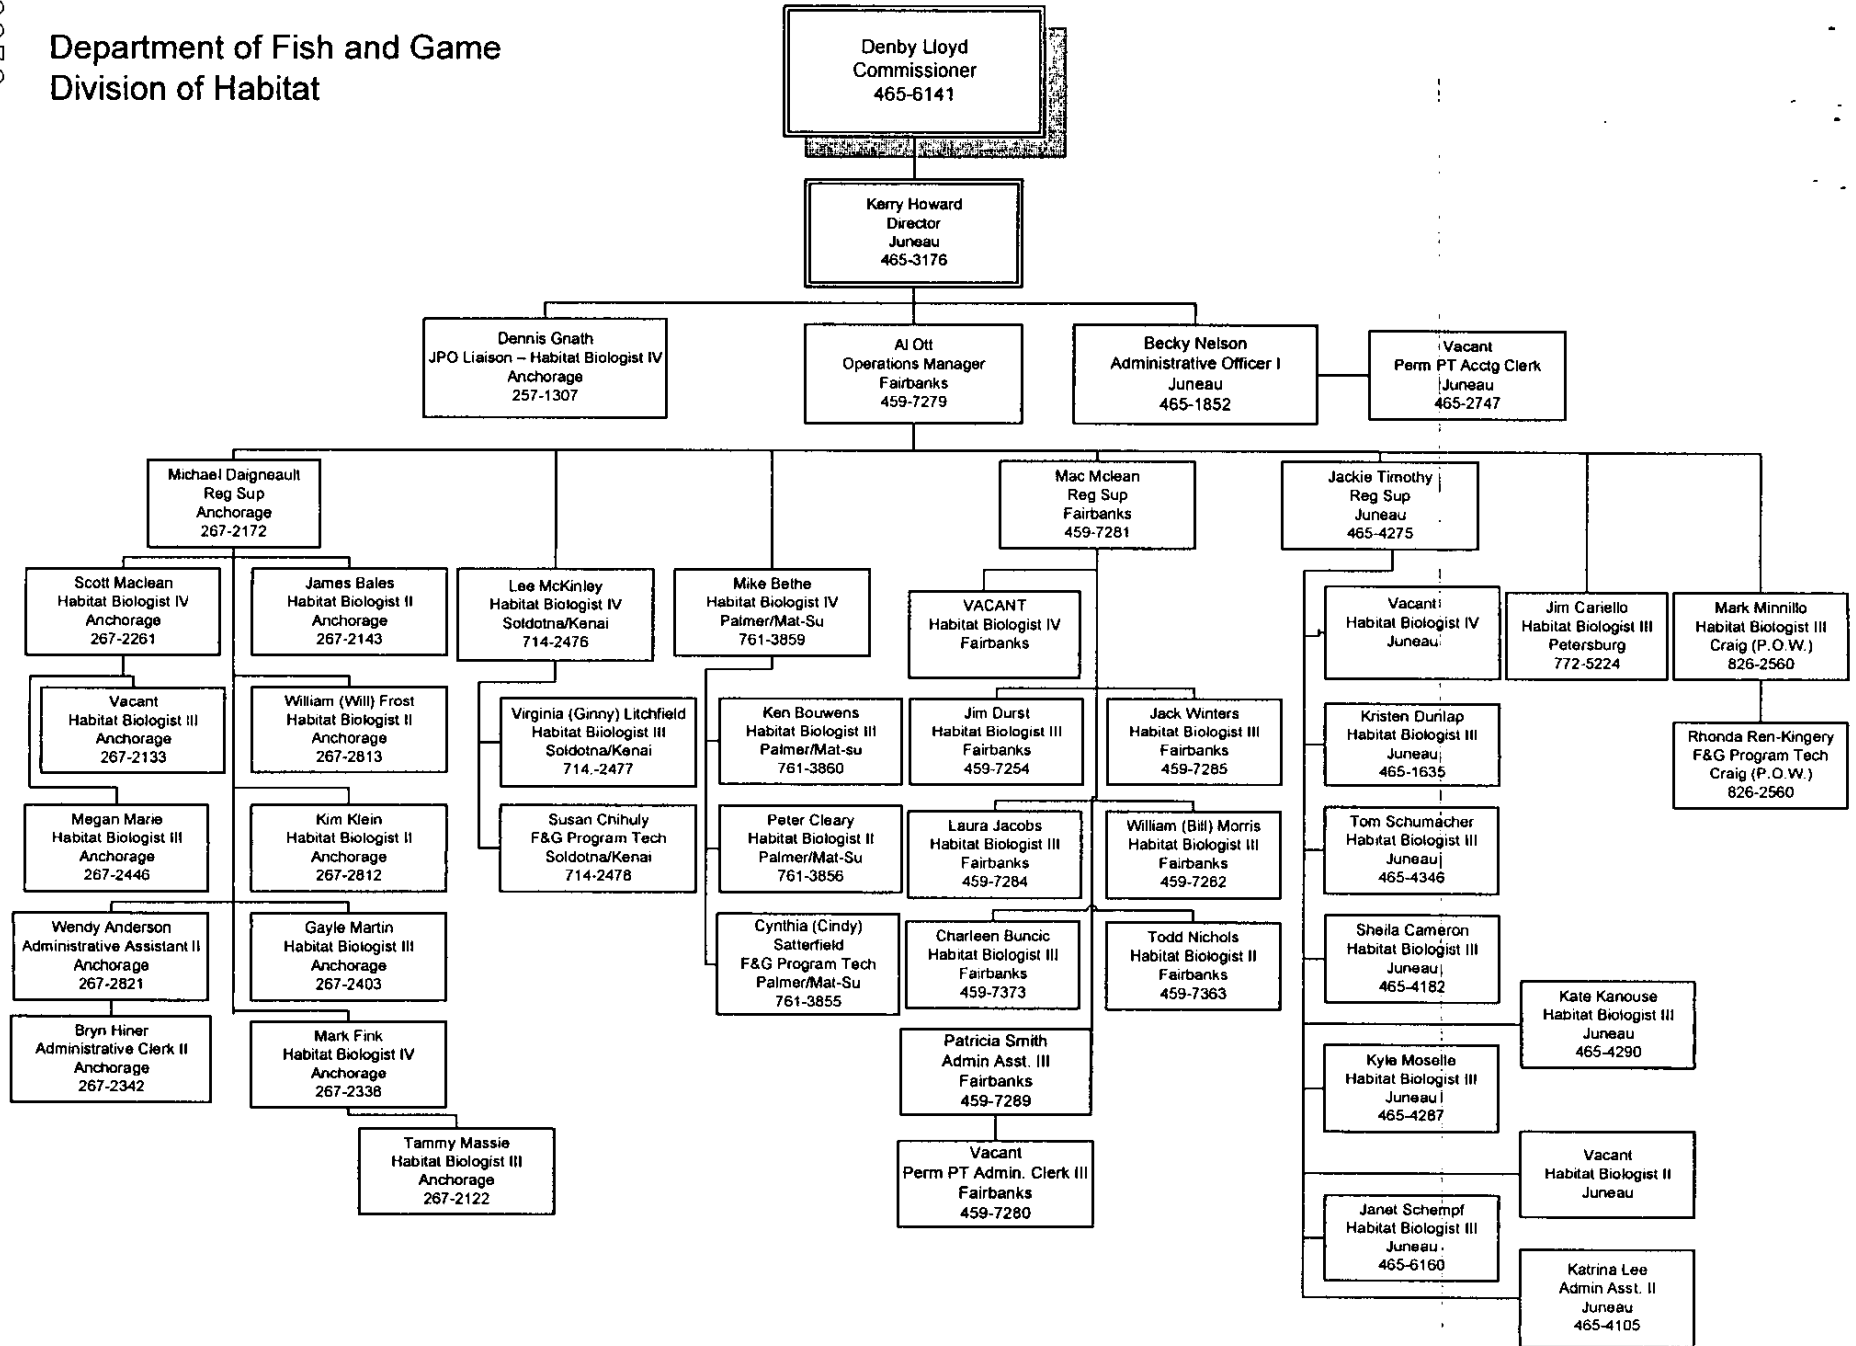 Department of Fish and Game
Division of Habitat
Denby Lloyd
Commissioner
465-6141
Kerry Howard
Director
Juneau
465-3176
Dennis Gnath
JPO Liaison – Habitat Biologist IV
Anchorage
257-1307
Al Ott
Operations Manager
Fairbanks
459-7279
Becky Nelson
Administrative Officer I
Juneau
465-1852
Vacant
Perm PT Acctg Clerk
Juneau
465-2747
Michael Daigneault
Reg Sup
Anchorage
267-2172
Mac Mclean
Reg Sup
Fairbanks
459-7281
Jackie Timothy
Reg Sup
Juneau
465-4275
Scott Maclean
Habitat Biologist IV
Anchorage
267-2261
James Bales
Habitat Biologist II
Anchorage
267-2143
Lee McKinley
Habitat Biologist IV
Soldotna/Kenai
714-2476
Mike Bethe
Habitat Biologist IV
Palmer/Mat-Su
761-3859
VACANT
Habitat Biologist IV
Fairbanks
Vacant
Habitat Biologist IV
Juneau
Jim Cariello
Habitat Biologist III
Petersburg
772-5224
Mark Minnillo
Habitat Biologist III
Craig (P.O.W.)
826-2560
Vacant
Habitat Biologist III
Anchorage
267-2133
William (Will) Frost
Habitat Biologist II
Anchorage
267-2813
Virginia (Ginny) Litchfield
Habitat Biiologist III
Soldotna/Kenai
714.-2477
Ken Bouwens
Habitat Biologist III
Palmer/Mat-su
761-3860
Jim Durst
Habitat Biologist III
Fairbanks
459-7254
Jack Winters
Habitat Biologist III
Fairbanks
459-7285
Kristen Dunlap
Habitat Biologist III
Juneau
465-1635
Rhonda Ren-Kingery
F&G Program Tech
Craig (P.O.W.)
826-2560
Megan Marie
Habitat Biologist III
Anchorage
267-2446
Kim Klein
Habitat Biologist II
Anchorage
267-2812
Susan Chihuly
F&G Program Tech
Soldotna/Kenai
714-2478
Peter Cleary
Habitat Biologist II
Palmer/Mat-Su
761-3856
Laura Jacobs
Habitat Biologist III
Fairbanks
459-7284
William (Bill) Morris
Habitat Biologist III
Fairbanks
459-7282
Tom Schumacher
Habitat Biologist III
Juneau
465-4346
Wendy Anderson
Administrative Assistant II
Anchorage
267-2821
Gayle Martin
Habitat Biologist III
Anchorage
267-2403
Cynthia (Cindy)
Satterfield
F&G Program Tech
Palmer/Mat-Su
761-3855
Charleen Buncic
Habitat Biologist III
Fairbanks
459-7373
Todd Nichols
Habitat Biologist II
Fairbanks
459-7363
Sheila Cameron
Habitat Biologist III
Juneau
465-4182
Kate Kanouse
Habitat Biologist III
Juneau
465-4290
Bryn Hiner
Administrative Clerk II
Anchorage
267-2342
Mark Fink
Habitat Biologist IV
Anchorage
267-2338
Patricia Smith
Admin Asst. III
Fairbanks
459-7289
Kyle Moselle
Habitat Biologist III
Juneau
465-4287
Tammy Massie
Habitat Biologist III
Anchorage
267-2122
Vacant
Perm PT Admin. Clerk III
Fairbanks
459-7280
Vacant
Habitat Biologist II
Juneau
Janet Schempf
Habitat Biologist III
Juneau
465-6160
Katrina Lee
Admin Asst. II
Juneau
465-4105